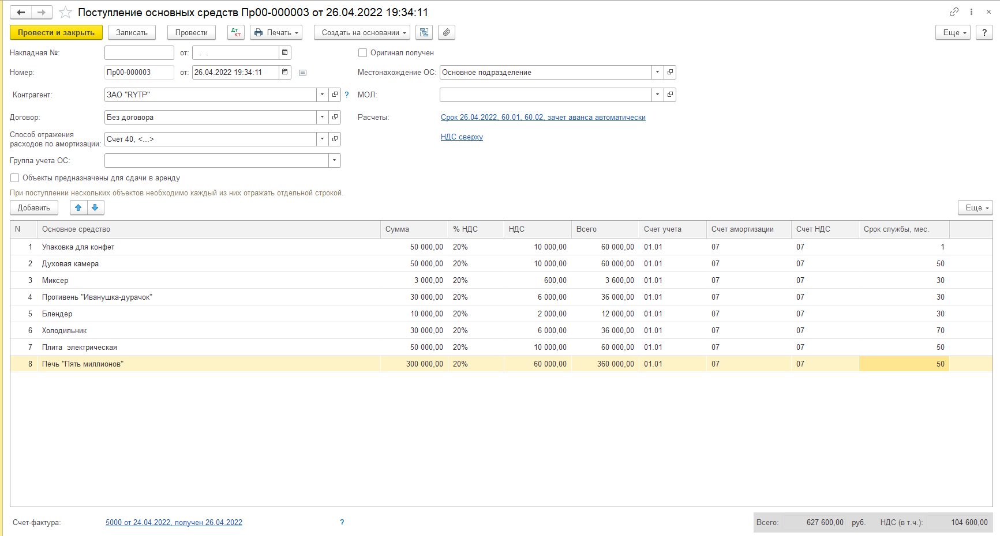 Поступление основных средств Пр00-000003 от 26.04.2022 19:34:11
Провести и закрыть Записать Провести Дт Кт Печать Создать на основании Еще ?
Накладная №: от: . . Оригинал получен
Номер: Пр00-000003 от: 26.04.2022 19:34:11 Местонахождение ОС: Основное подразделение
Контрагент: ЗАО "RYTP" ? МОЛ:
Договор: Без договора Расчеты: Срок 26.04.2022, 60.01, 60.02, зачет аванса автоматически
Способ отражения
расходов по амортизации: Счет 40, <...> НДС сверху
Группа учета ОС:
Объекты предназначены для сдачи в аренду
При поступлении нескольких объектов необходимо каждый из них отражать отдельной строкой.
Добавить Еще
N Основное средство Сумма % НДС НДС Всего Счет учета Счет амортизации Счет НДС Срок службы, мес.
1 Упаковка для конфет 50 000,00 20% 10 000,00 60 000,00 01.01 07 07 1
2 Духовая камера 50 000,00 20% 10 000,00 60 000,00 01.01 07 07 50
3 Миксер 3 000,00 20% 600,00 3 600,00 01.01 07 07 30
4 Противень "Иванушка-дурачок" 30 000,00 20% 6 000,00 36 000,00 01.01 07 07 30
5 Блендер 10 000,00 20% 2 000,00 12 000,00 01.01 07 07 30
6 Холодильник 30 000,00 20% 6 000,00 36 000,00 01.01 07 07 70
7 Плита электрическая 50 000,00 20% 10 000,00 60 000,00 01.01 07 07 50
8 Печь "Пять миллионов" 300 000,00 20% 60 000,00 360 000,00 01.01 07 07 50
Счет-фактура: 5000 от 24.04.2022, получен 26.04.2022 ? Всего: 627 600,00 руб. НДС (в т.ч.): 104 600,00